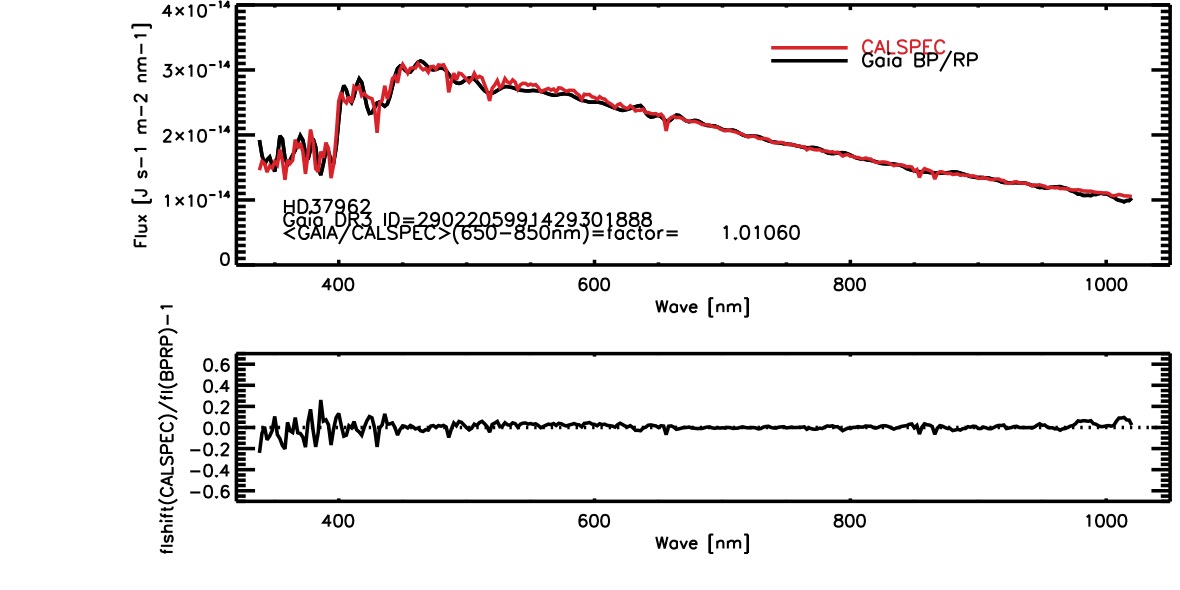 4×10⁻¹⁴
3×10⁻¹⁴
2×10⁻¹⁴
1×10⁻¹⁴
0
Flux [J s−1 m−2 nm−1]
CALSPEC
Gaia BP/RP
HD37962
Gaia DR3 ID=2902205991429301888
<GAIA/CALSPEC>(650−850nm)=factor= 1.01060
400 600 800 1000
Wave [nm]
0.6
0.4
0.2
0.0
−0.2
−0.4
−0.6
flshift(CALSPEC)/fl(BPRP)−1
400 600 800 1000
Wave [nm]